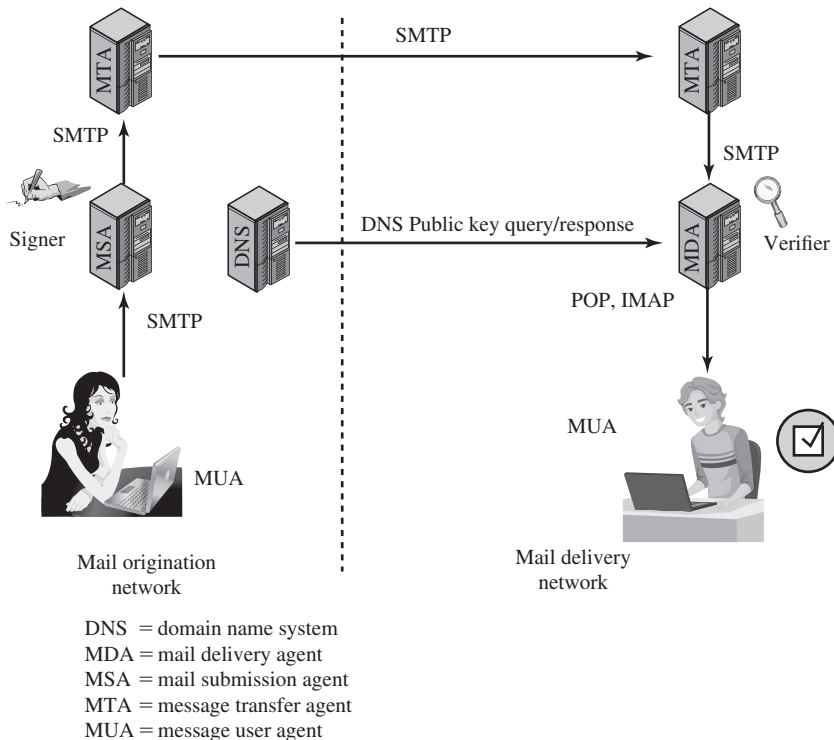 SMTP
MTA
MTA
SMTP
SMTP
Signer
MSA
DNS
DNS Public key query/response
MDA
Verifier
POP, IMAP
SMTP
MUA
MUA
Mail origination
network
Mail delivery
network
DNS = domain name system
MDA = mail delivery agent
MSA = mail submission agent
MTA = message transfer agent
MUA = message user agent